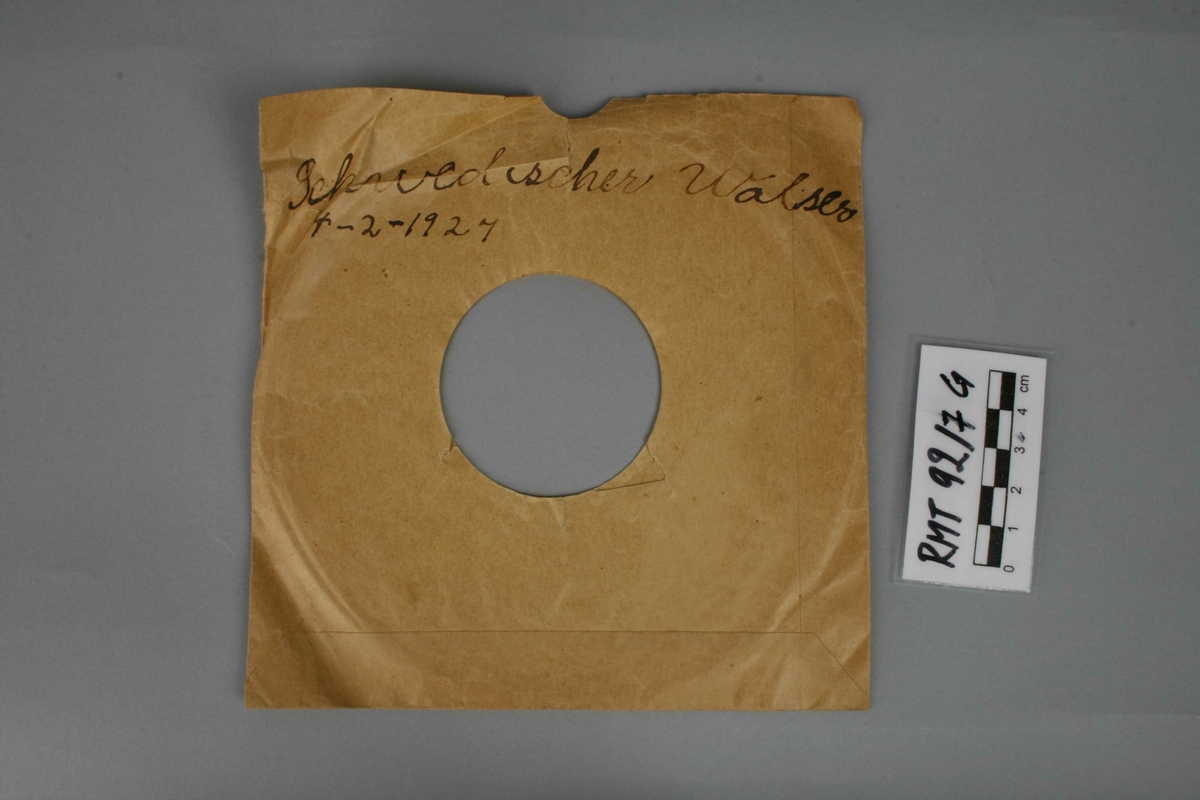 Schwedischer Walser
4-2-1927
RMT 92/7 G
0 1 2 3 4 cm